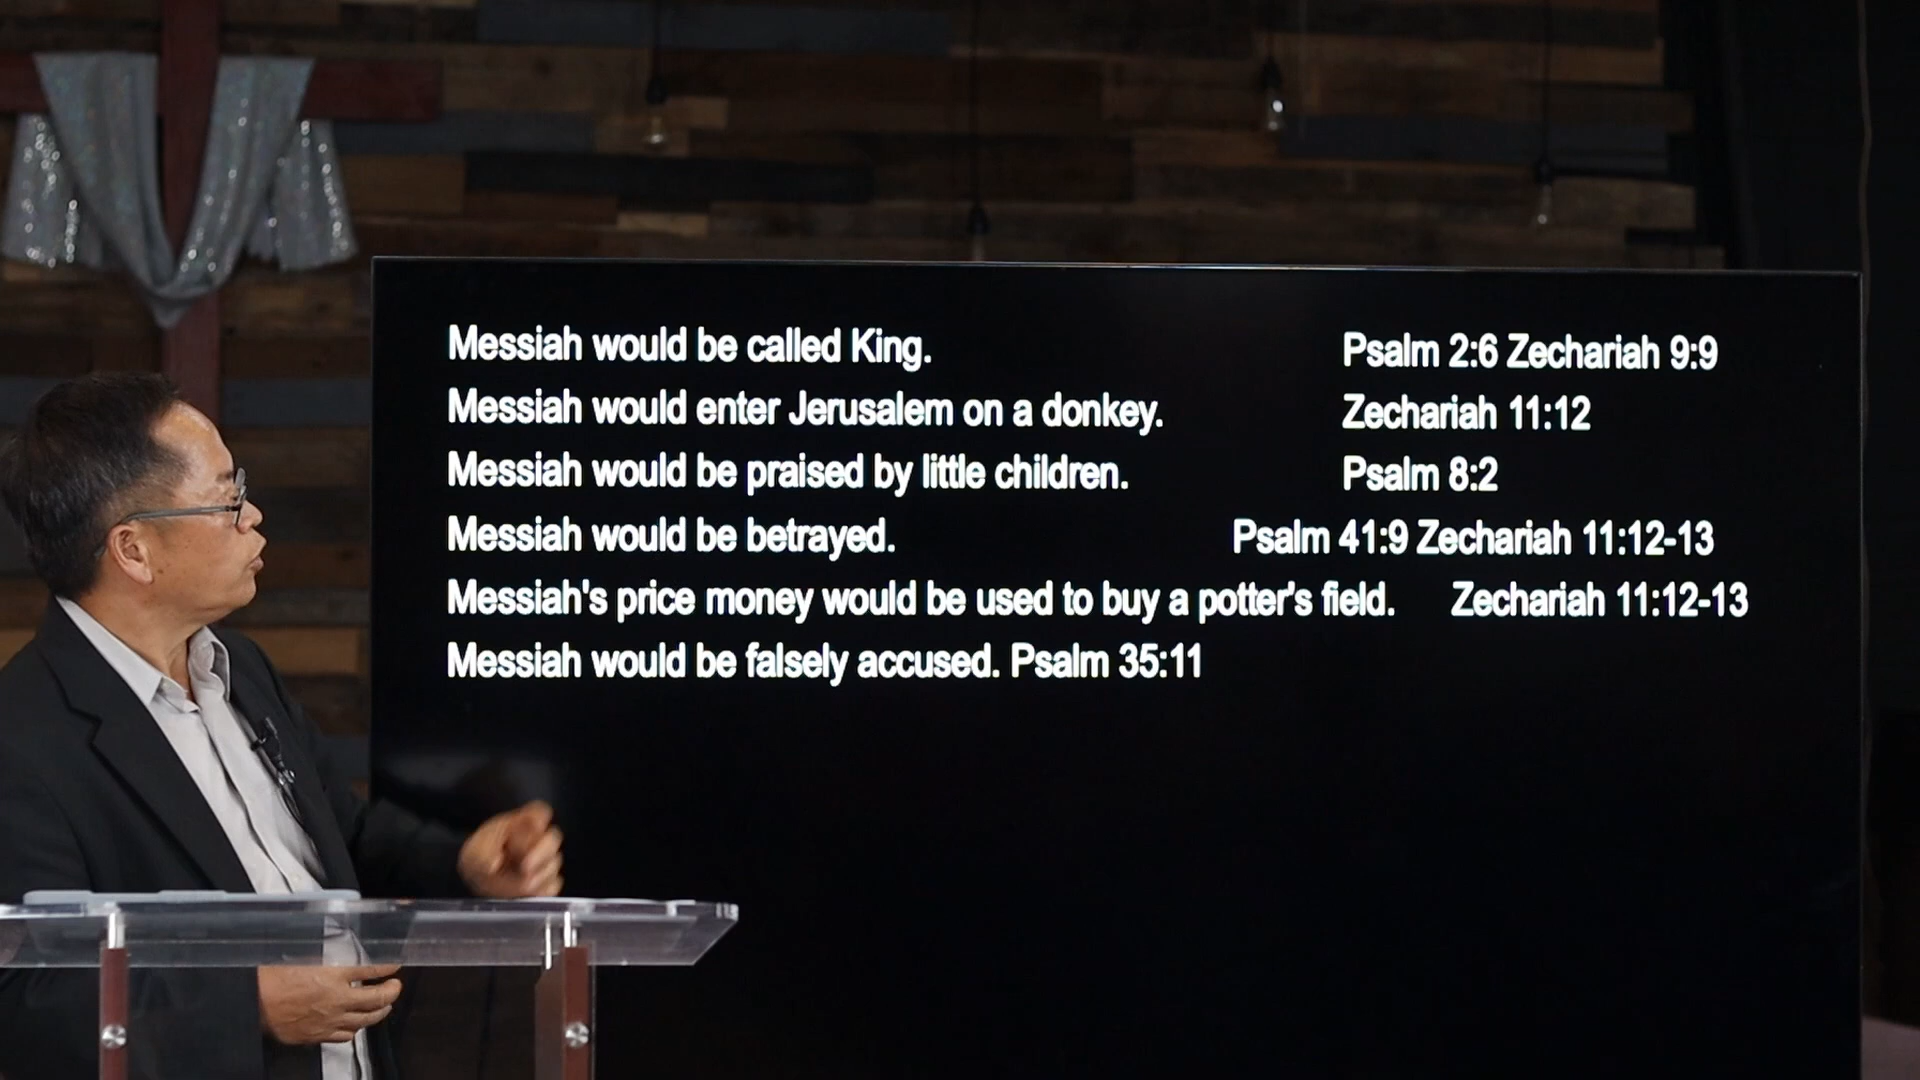 Messiah would be called King. Psalm 2:6 Zechariah 9:9
Messiah would enter Jerusalem on a donkey. Zechariah 11:12
Messiah would be praised by little children. Psalm 8:2
Messiah would be betrayed. Psalm 41:9 Zechariah 11:12-13
Messiah's price money would be used to buy a potter's field. Zechariah 11:12-13
Messiah would be falsely accused. Psalm 35:11